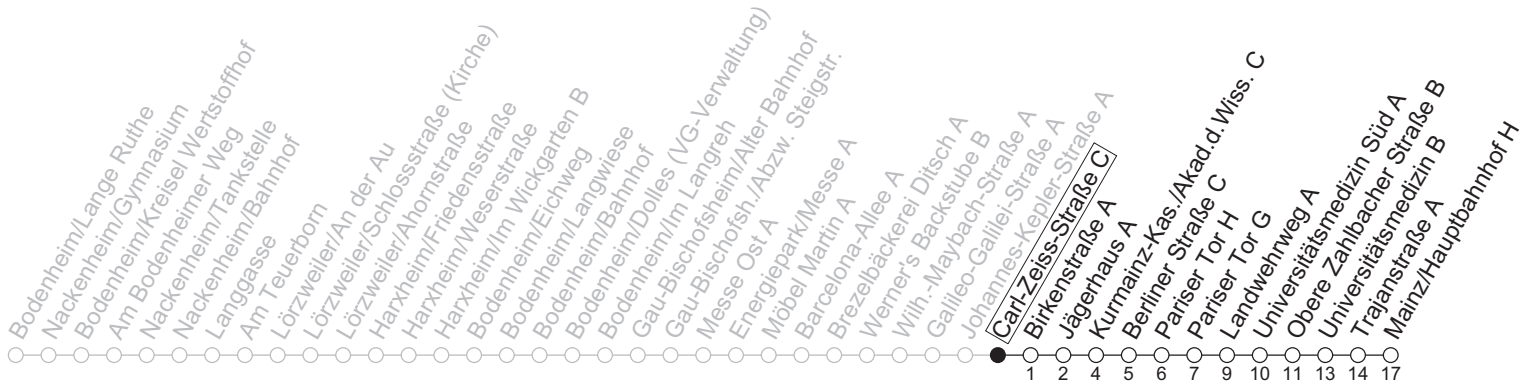 Bodenheim/Lange Ruthe
Nackenheim/Gymnasium
Bodenheim/Kreisel Wertstoffhof
Am Bodenheimer Weg
Nackenheim/Tankstelle
Nackenheim/Bahnhof
Langgasse
Am Teuerborn
Lörzweiler/An der Au
Lörzweiler/Schlossstraße (Kirche)
Lörzweiler/Ahornstraße
Harxheim/Friedensstraße
Harxheim/Weserstraße
Harxheim/Im Wickgarten B
Bodenheim/Eichweg
Bodenheim/Langwiese
Bodenheim/Bahnhof
Bodenheim/Dolles (VG-Verwaltung)
Bodenheim/Im Langreh
Gau-Bischofsheim/Alter Bahnhof
Gau-Bischofsh./Abzw. Steigstr.
Messe Ost A
Energiepark/Messe A
Möbel Martin A
Barcelona-Allee A
Brezelbäckerei Ditsch A
Werner's Backstube B
Wilh.-Maybach-Straße A
Galileo-Galilei-Straße A
Johannes-Kepler-Straße A
Carl-Zeiss-Straße C
Birkenstraße A
Jägerhaus A
Kurmainz-Kas./Akad.d.Wiss. C
Berliner Straße C
Pariser Tor H
Pariser Tor G
Landwehrweg A
Universitätsmedizin Süd A
Obere Zahlbacher Straße B
Universitätsmedizin B
Trajanstraße A
Mainz/Hauptbahnhof H
1 2 4 5 6 7 9 10 11 13 14 17